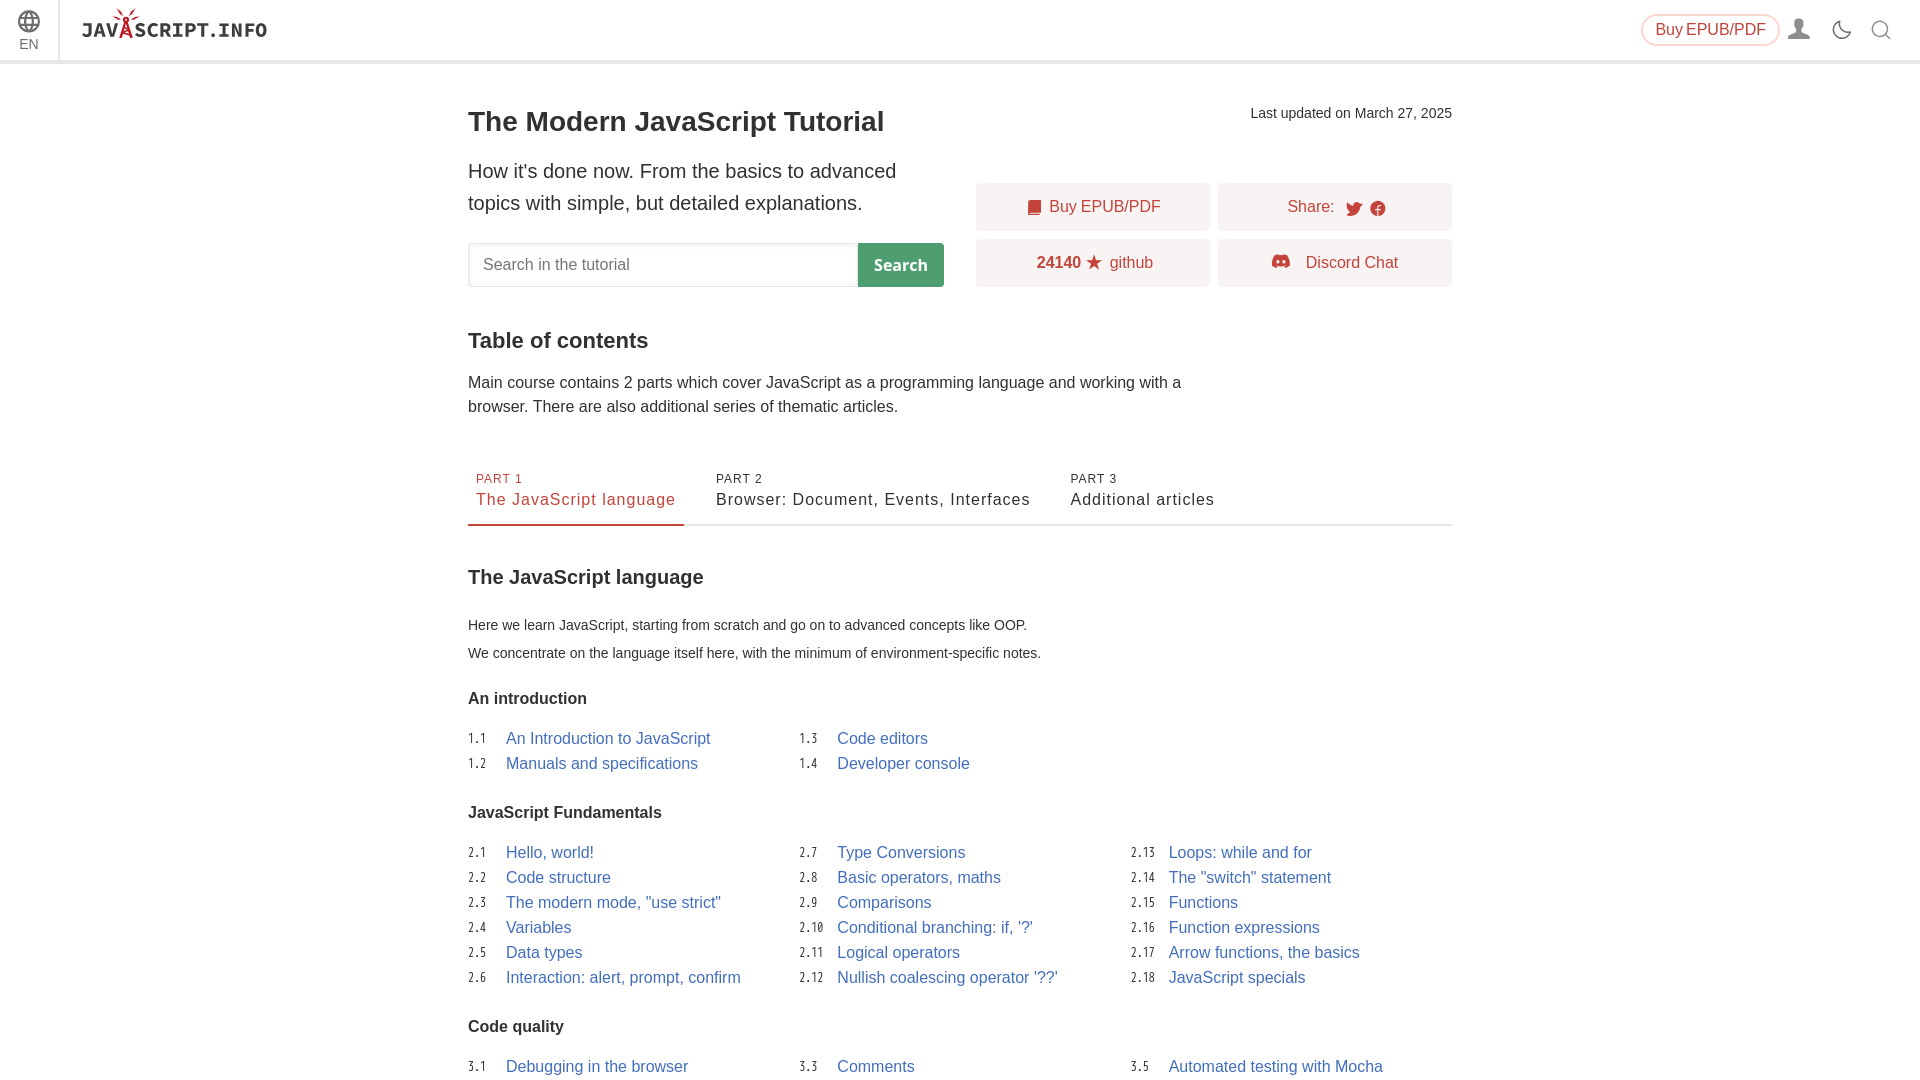 EN
JAVASCRIPT.INFO
Buy EPUB/PDF
The Modern JavaScript Tutorial
Last updated on March 27, 2025
How it's done now. From the basics to advanced
topics with simple, but detailed explanations.
Buy EPUB/PDF
Share:
Search in the tutorial
Search
24140 ★ github
Discord Chat
Table of contents
Main course contains 2 parts which cover JavaScript as a programming language and working with a
browser. There are also additional series of thematic articles.
PART 1
The JavaScript language
PART 2
Browser: Document, Events, Interfaces
PART 3
Additional articles
The JavaScript language
Here we learn JavaScript, starting from scratch and go on to advanced concepts like OOP.
We concentrate on the language itself here, with the minimum of environment-specific notes.
An introduction
1.1 An Introduction to JavaScript
1.2 Manuals and specifications
1.3 Code editors
1.4 Developer console
JavaScript Fundamentals
2.1 Hello, world!
2.2 Code structure
2.3 The modern mode, "use strict"
2.4 Variables
2.5 Data types
2.6 Interaction: alert, prompt, confirm
2.7 Type Conversions
2.8 Basic operators, maths
2.9 Comparisons
2.10 Conditional branching: if, '?'
2.11 Logical operators
2.12 Nullish coalescing operator '??'
2.13 Loops: while and for
2.14 The "switch" statement
2.15 Functions
2.16 Function expressions
2.17 Arrow functions, the basics
2.18 JavaScript specials
Code quality
3.1 Debugging in the browser
3.3 Comments
3.5 Automated testing with Mocha